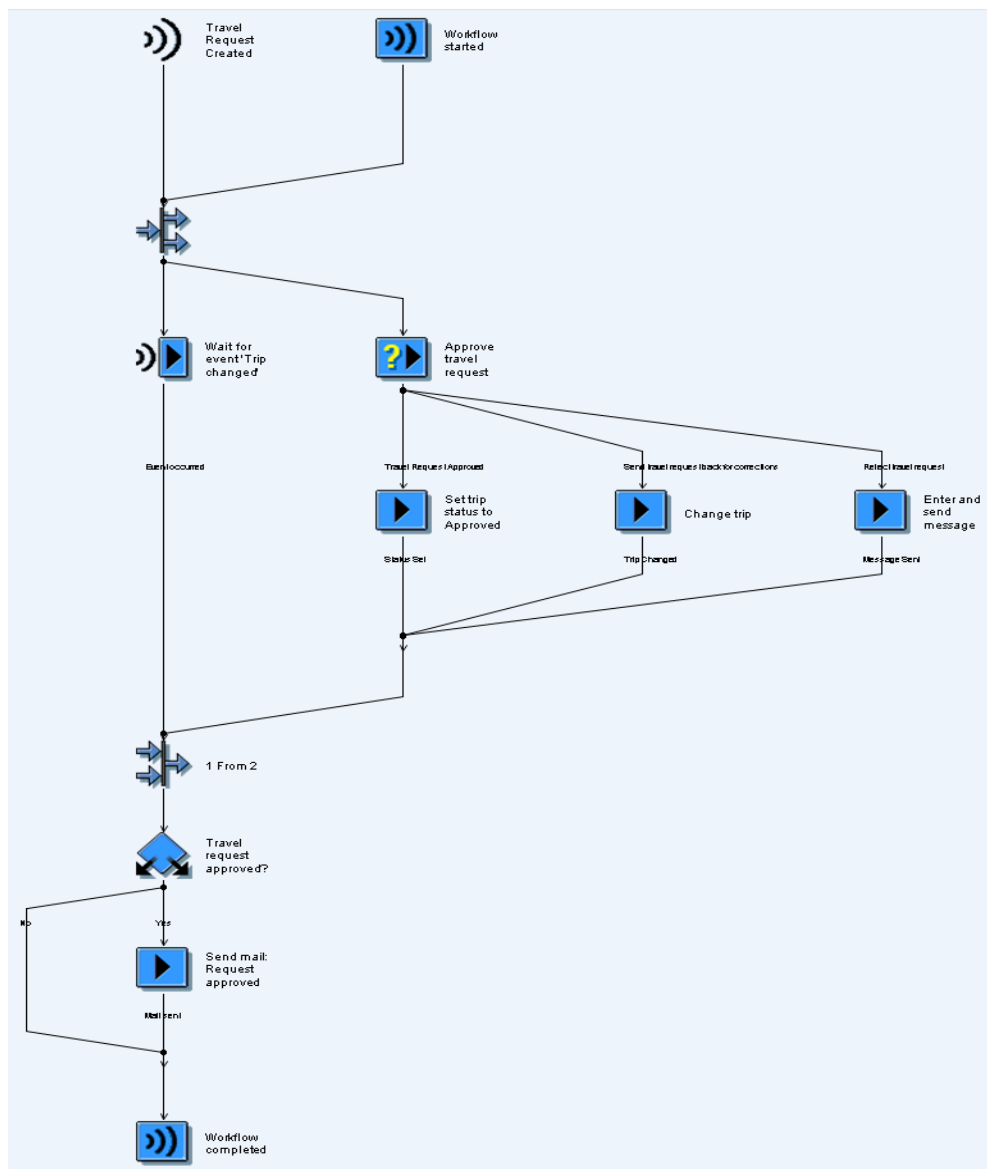 Travel
Request
Created
Workflow
started
Wait for
event 'Trip
changed'
Approve
travel
request
Event occurred
Travel Request Approved
Send travel request back for corrections
Reject travel request
Set trip
status to
Approved
Change trip
Enter and
send
message
Status Set
Trip Changed
Message Sent
1 From 2
Travel
request
approved?
No
Yes
Send mail:
Request
approved
Mail sent
Workflow
completed